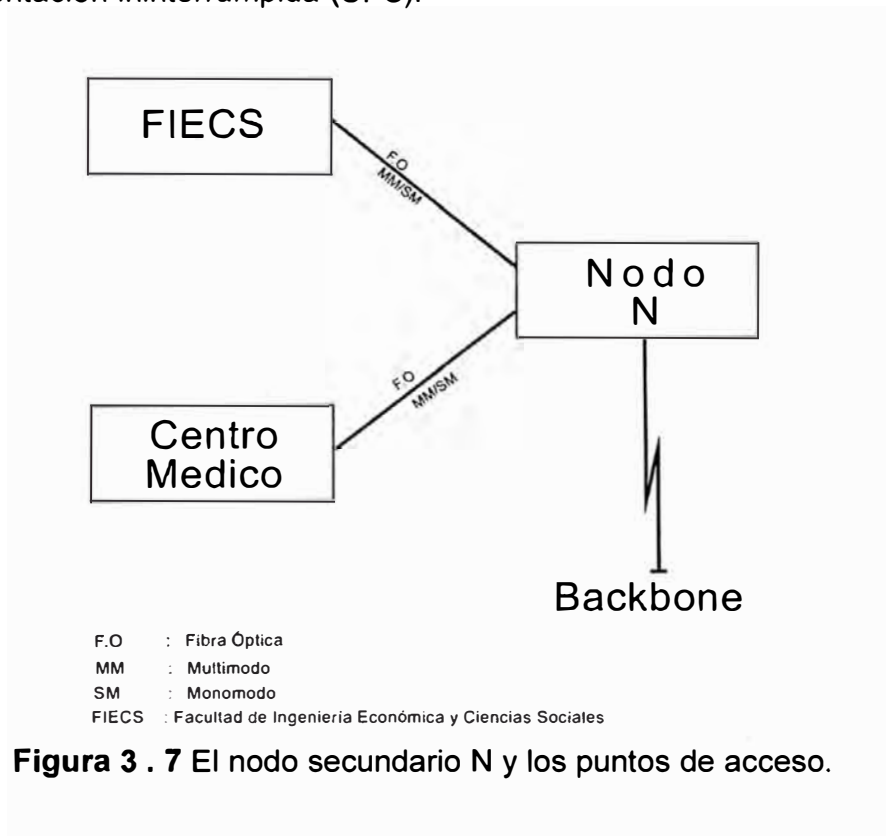 (UPS).
FIECS
F.O
MM/SM
Nodo
N
F.O
MM/SM
Centro
Medico
Backbone
F.O : Fibra Óptica
MM : Multimodo
SM : Monomodo
FIECS : Facultad de Ingeniería Económica y Ciencias Sociales
Figura 3 . 7 El nodo secundario N y los puntos de acceso.